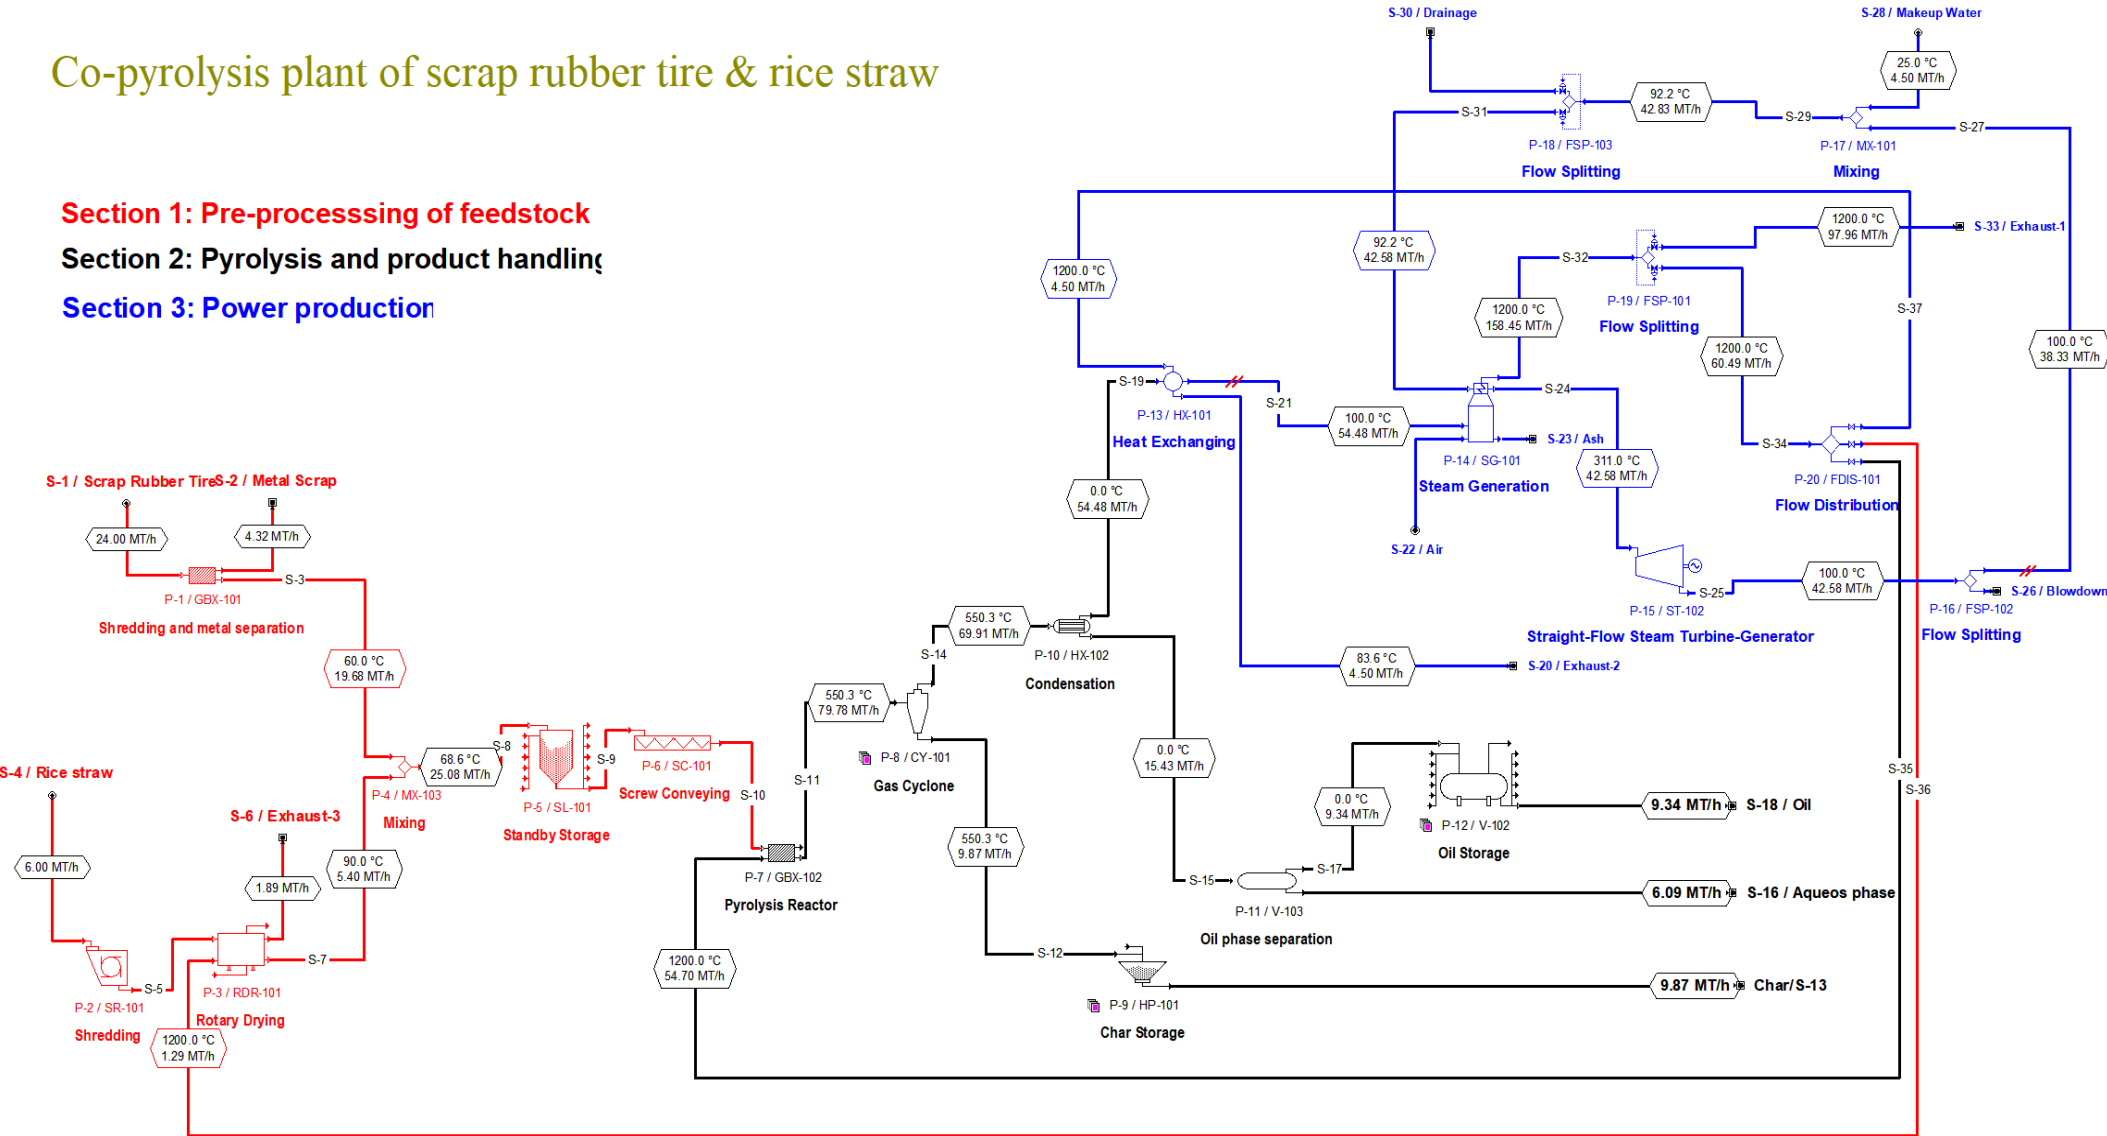 Co-pyrolysis plant of scrap rubber tire & rice straw
Section 1: Pre-processsing of feedstock
Section 2: Pyrolysis and product handling
Section 3: Power production
S-30 / Drainage
S-28 / Makeup Water
25.0 °C
4.50 MT/h
92.2 °C
42.83 MT/h
S-31
S-29
S-27
P-18 / FSP-103
Flow Splitting
P-17 / MX-101
Mixing
1200.0 °C
97.96 MT/h
S-33 / Exhaust-1
92.2 °C
42.58 MT/h
S-32
1200.0 °C
4.50 MT/h
P-19 / FSP-101
Flow Splitting
S-37
1200.0 °C
158.45 MT/h
1200.0 °C
60.49 MT/h
100.0 °C
38.33 MT/h
S-19
S-24
P-13 / HX-101
Heat Exchanging
S-21
100.0 °C
54.48 MT/h
S-23 / Ash
P-14 / SG-101
Steam Generation
S-34
311.0 °C
42.58 MT/h
P-20 / FDIS-101
Flow Distribution
0.0 °C
54.48 MT/h
S-22 / Air
S-1 / Scrap Rubber Tire
S-2 / Metal Scrap
24.00 MT/h
4.32 MT/h
S-3
P-1 / GBX-101
Shredding and metal separation
100.0 °C
42.58 MT/h
S-25
S-26 / Blowdown
P-15 / ST-102
Straight-Flow Steam Turbine-Generator
P-16 / FSP-102
Flow Splitting
550.3 °C
69.91 MT/h
S-14
P-10 / HX-102
Condensation
60.0 °C
19.68 MT/h
83.6 °C
4.50 MT/h
S-20 / Exhaust-2
550.3 °C
79.78 MT/h
S-8
68.6 °C
25.08 MT/h
S-9
P-6 / SC-101
Screw Conveying
S-10
S-11
P-8 / CY-101
Gas Cyclone
0.0 °C
15.43 MT/h
S-4 / Rice straw
P-4 / MX-103
Mixing
P-5 / SL-101
Standby Storage
S-35
S-36
0.0 °C
9.34 MT/h
9.34 MT/h
S-18 / Oil
P-12 / V-102
Oil Storage
S-6 / Exhaust-3
6.00 MT/h
1.89 MT/h
90.0 °C
5.40 MT/h
550.3 °C
9.87 MT/h
P-7 / GBX-102
Pyrolysis Reactor
S-17
S-15
6.09 MT/h
S-16 / Aqueos phase
P-11 / V-103
Oil phase separation
S-7
S-12
1200.0 °C
54.70 MT/h
S-5
P-3 / RDR-101
Rotary Drying
P-2 / SR-101
Shredding
9.87 MT/h
Char/S-13
P-9 / HP-101
Char Storage
1200.0 °C
1.29 MT/h